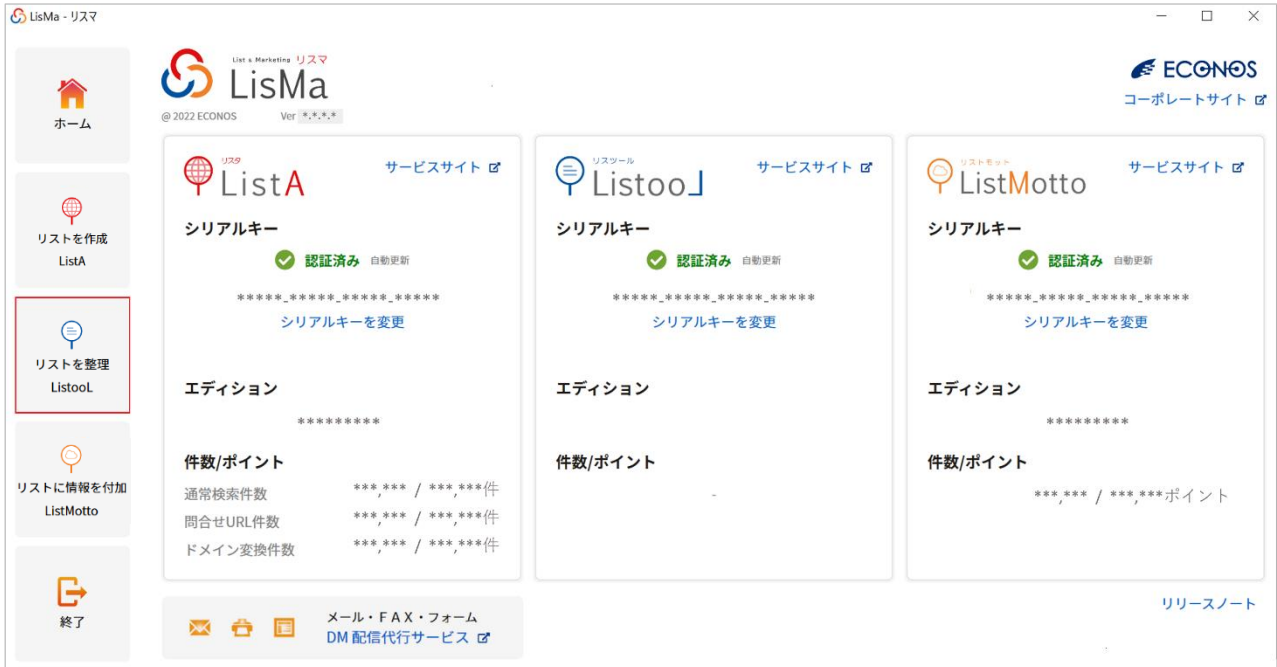 LisMa - リスマ
ホーム
リストを作成
ListA
リストを整理
ListooL
リストに情報を付加
ListMotto
終了
List & Marketing リスマ
LisMa
@ 2022 ECONOS Ver *.*.*.*
ECONOS
コーポレートサイト
リスタ
ListA
サービスサイト
シリアルキー
認証済み 自動更新
*****-*****-*****-*****
シリアルキーを変更
エディション
*********
件数/ポイント
通常検索件数 ***,*** / ***,***件
問合せURL件数 ***,*** / ***,***件
ドメイン変換件数 ***,*** / ***,***件
リスツール
ListooL
サービスサイト
シリアルキー
認証済み 自動更新
*****-*****-*****-*****
シリアルキーを変更
エディション
件数/ポイント
-
リストモット
ListMotto
サービスサイト
シリアルキー
認証済み 自動更新
*****-*****-*****-*****
シリアルキーを変更
エディション
*********
件数/ポイント
***,*** / ***,***ポイント
メール・ＦＡＸ・フォーム
DM 配信代行サービス
リリースノート